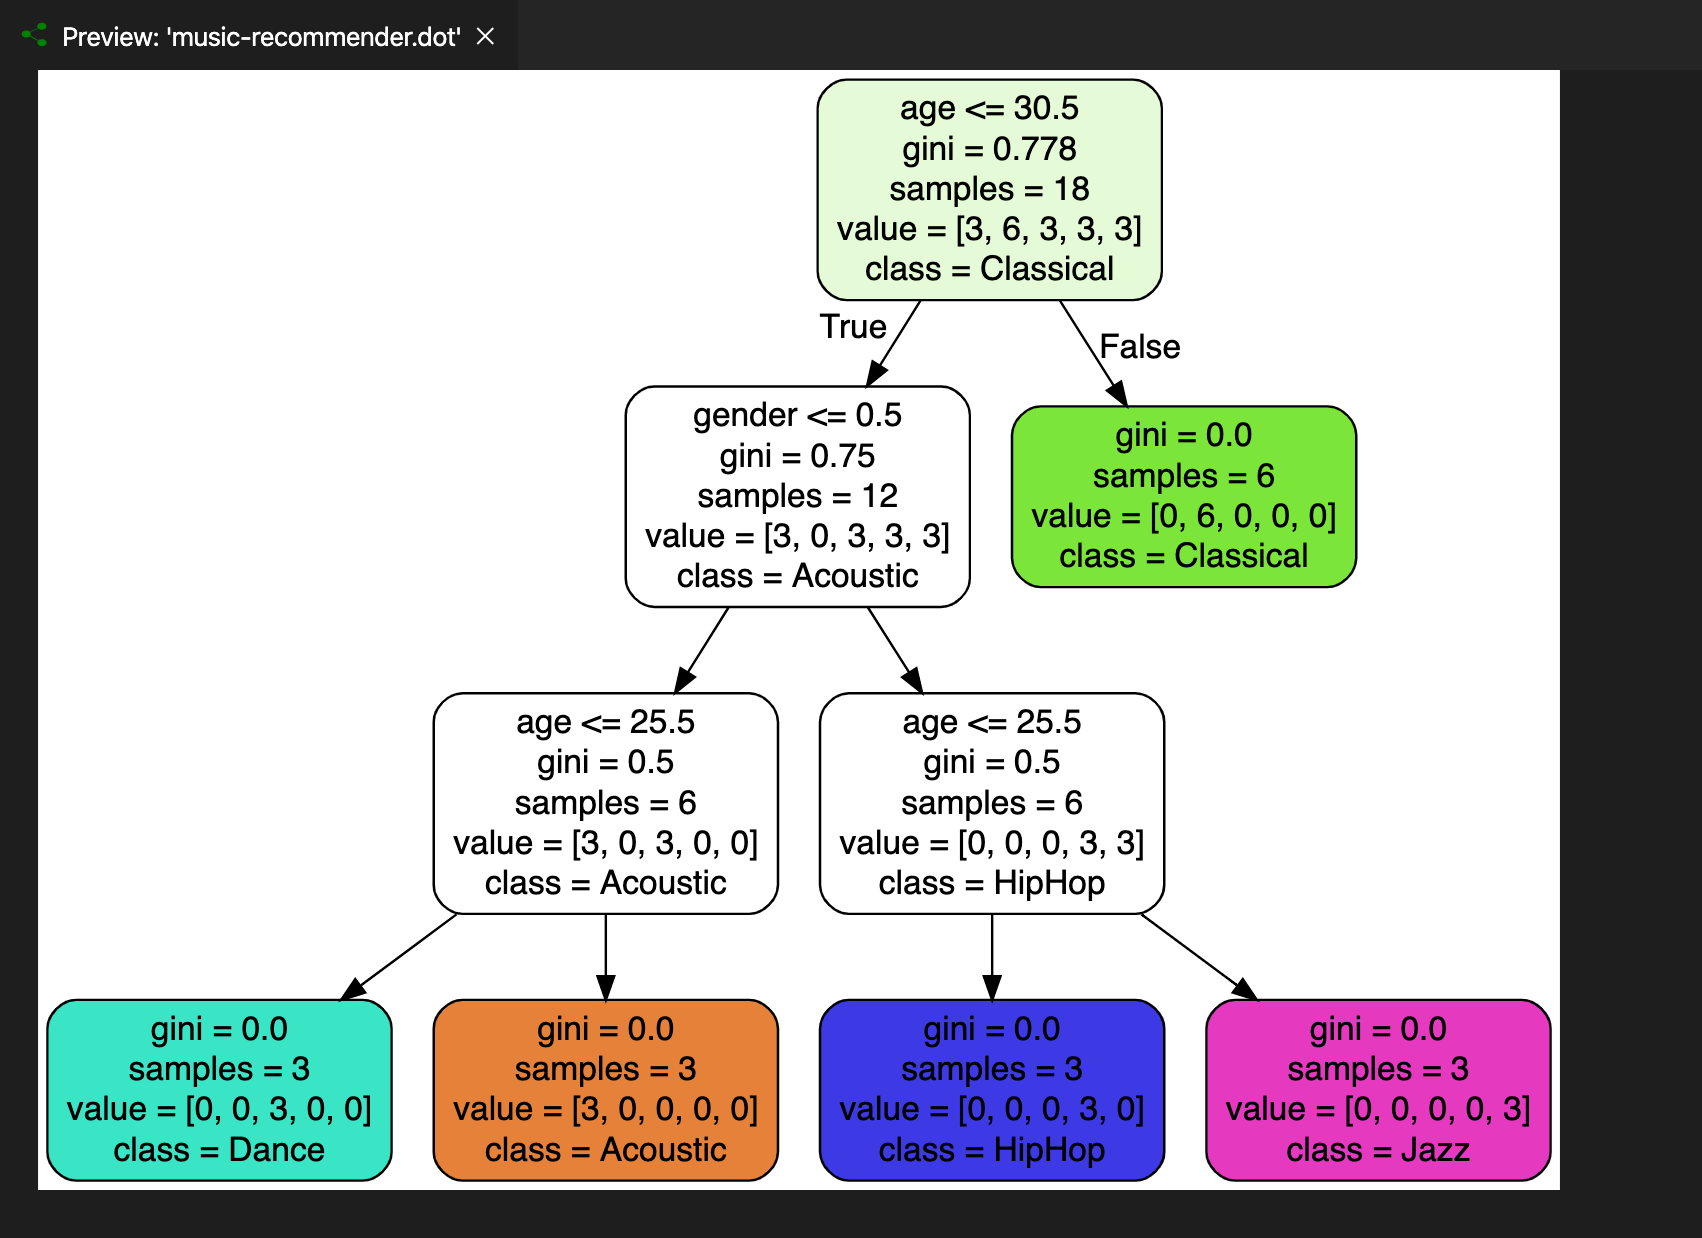 Preview: 'music-recommender.dot'
age <= 30.5
gini = 0.778
samples = 18
value = [3, 6, 3, 3, 3]
class = Classical
True
False
gender <= 0.5
gini = 0.75
samples = 12
value = [3, 0, 3, 3, 3]
class = Acoustic
gini = 0.0
samples = 6
value = [0, 6, 0, 0, 0]
class = Classical
age <= 25.5
gini = 0.5
samples = 6
value = [3, 0, 3, 0, 0]
class = Acoustic
age <= 25.5
gini = 0.5
samples = 6
value = [0, 0, 0, 3, 3]
class = HipHop
gini = 0.0
samples = 3
value = [0, 0, 3, 0, 0]
class = Dance
gini = 0.0
samples = 3
value = [3, 0, 0, 0, 0]
class = Acoustic
gini = 0.0
samples = 3
value = [0, 0, 0, 3, 0]
class = HipHop
gini = 0.0
samples = 3
value = [0, 0, 0, 0, 3]
class = Jazz